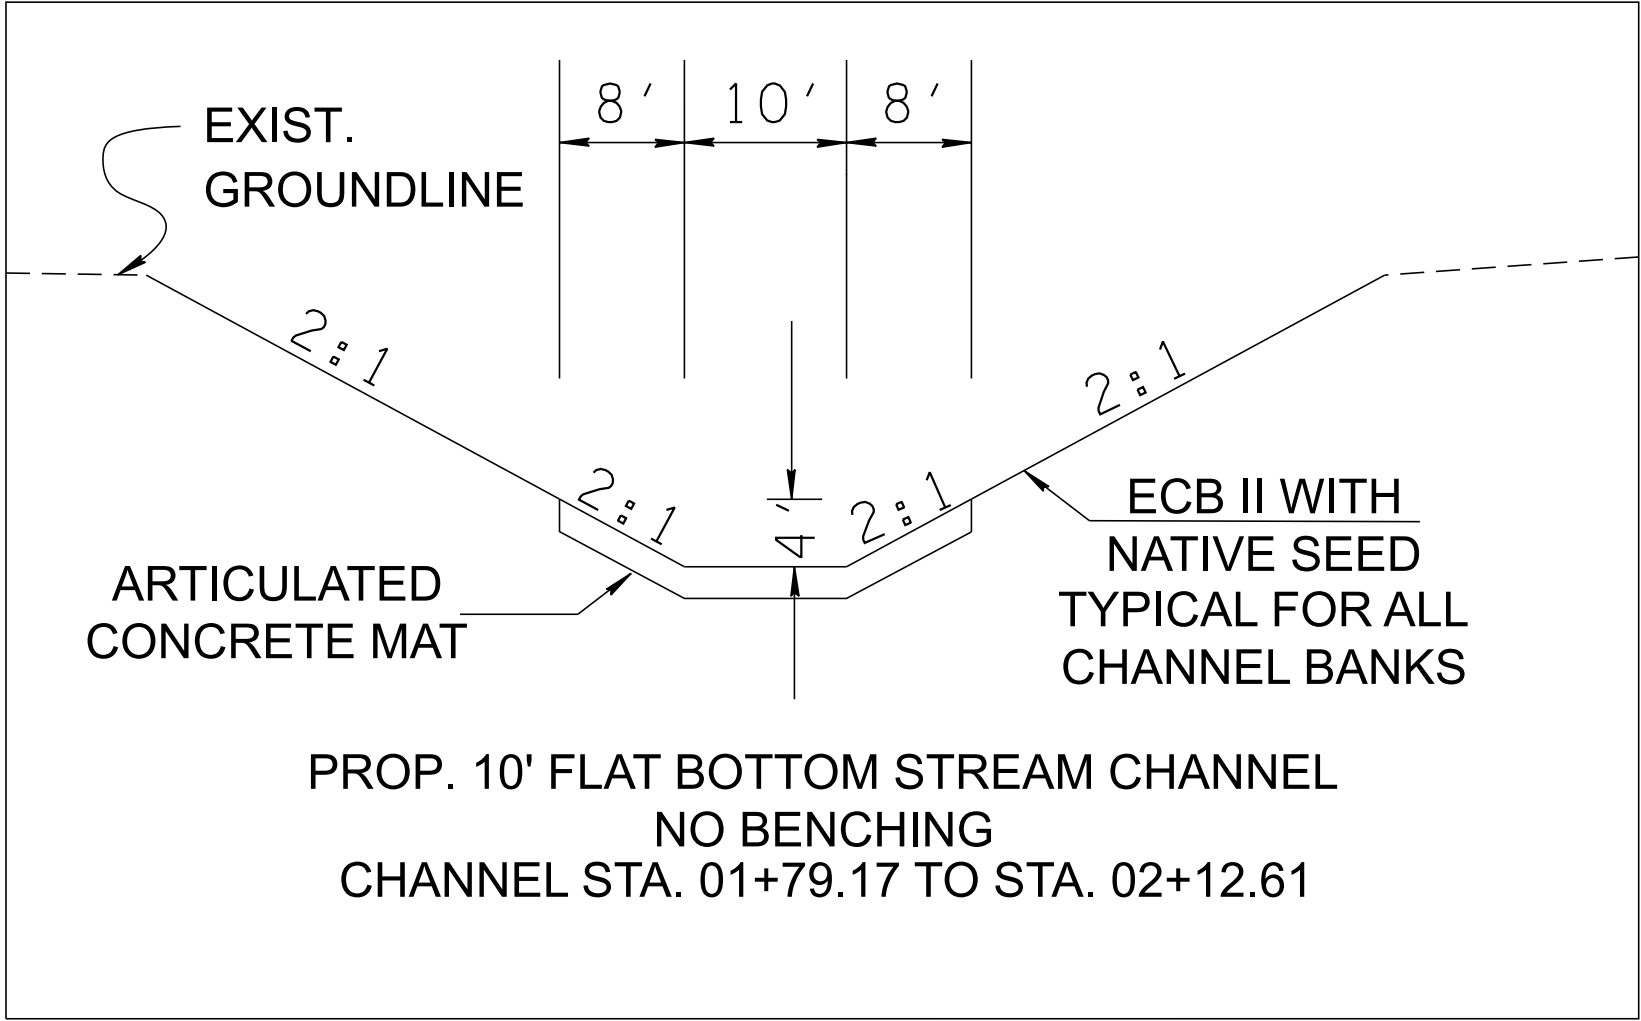 8' 10' 8'
EXIST.
GROUNDLINE
2:1
2:1
2:1
4'
2:1
ECB II WITH
NATIVE SEED
TYPICAL FOR ALL
CHANNEL BANKS
ARTICULATED
CONCRETE MAT
PROP. 10' FLAT BOTTOM STREAM CHANNEL
NO BENCHING
CHANNEL STA. 01+79.17 TO STA. 02+12.61